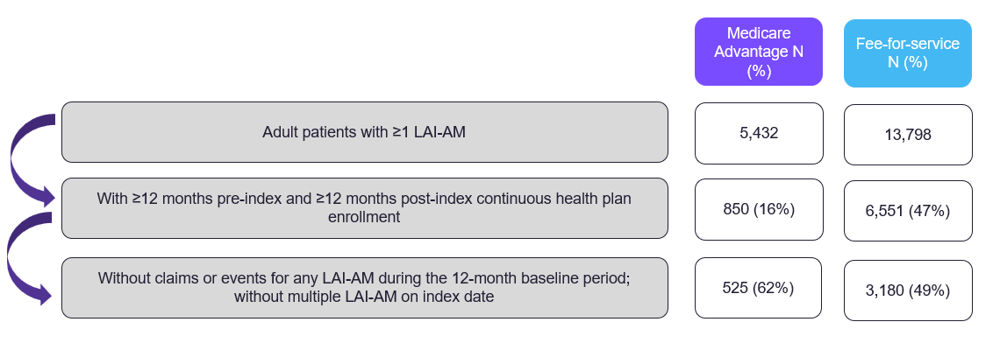 Medicare
Advantage N
(%)
Fee-for-service
N (%)
Adult patients with ≥1 LAI-AM
5,432
13,798
With ≥12 months pre-index and ≥12 months post-index continuous health plan
enrollment
850 (16%)
6,551 (47%)
Without claims or events for any LAI-AM during the 12-month baseline period;
without multiple LAI-AM on index date
525 (62%)
3,180 (49%)